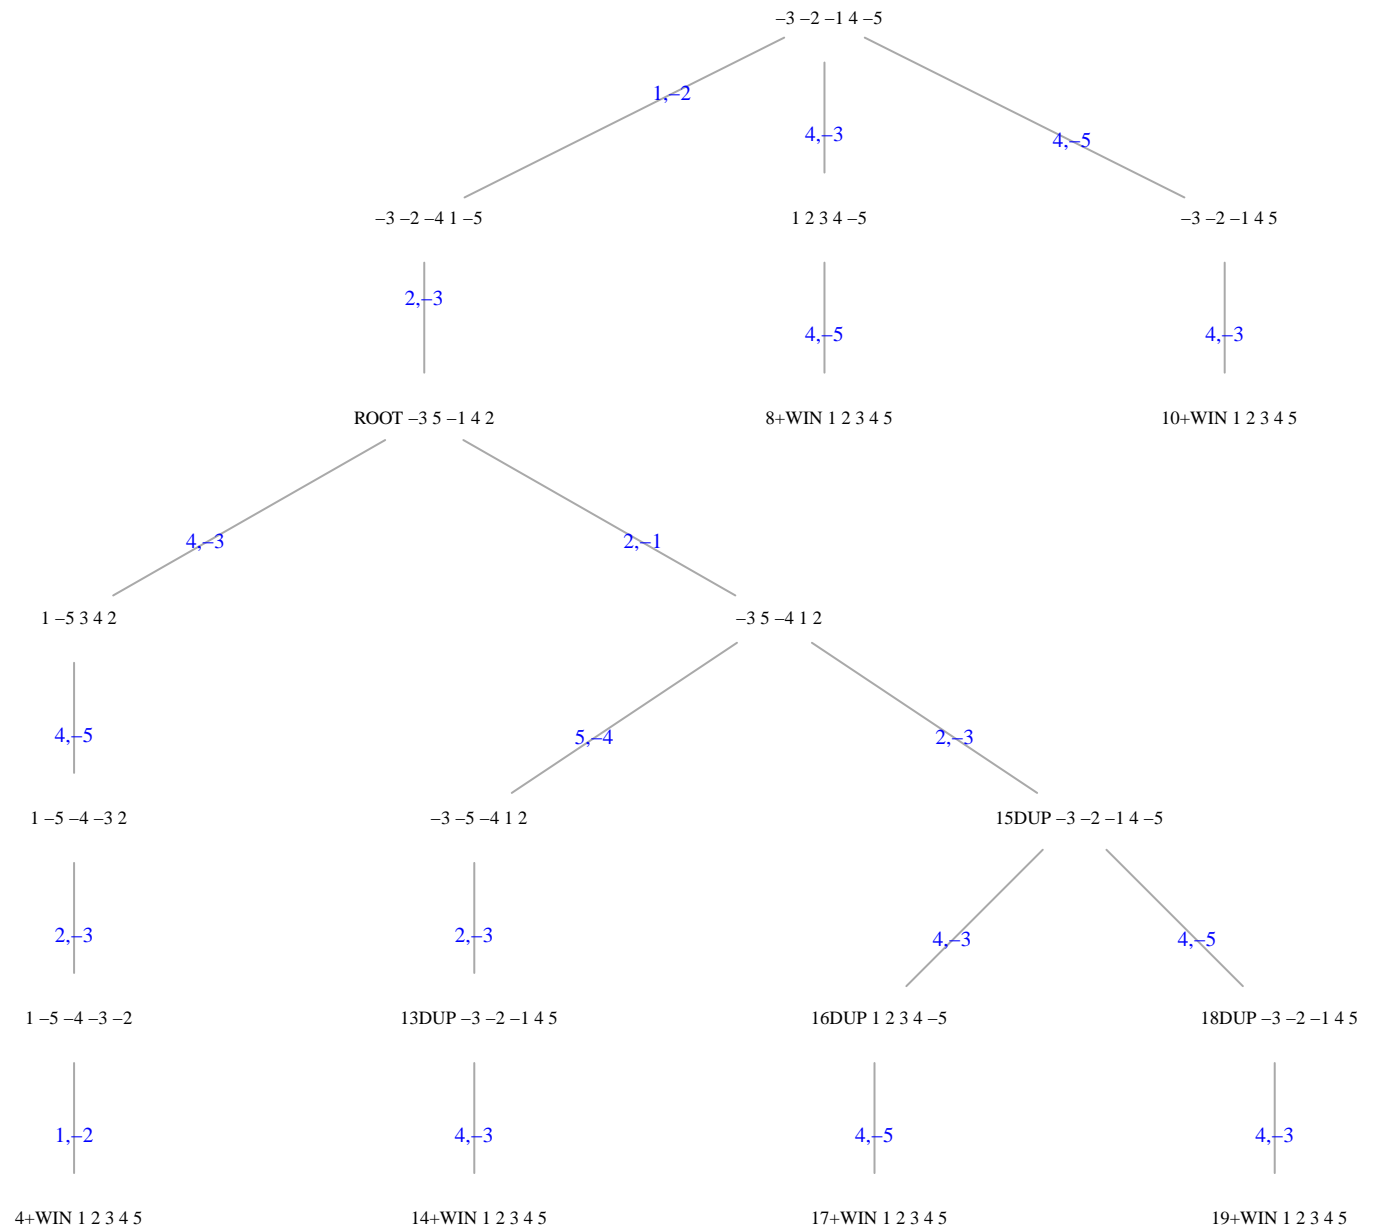 –3 –2 –1 4 –5
1,–2
4,–3
4,–5
–3 –2 –4 1 –5
1 2 3 4 –5
–3 –2 –1 4 5
2,–3
4,–5
4,–3
ROOT –3 5 –1 4 2
8+WIN 1 2 3 4 5
10+WIN 1 2 3 4 5
4,–3
2,–1
1 –5 3 4 2
–3 5 –4 1 2
4,–5
5,–4
2,–3
1 –5 –4 –3 2
–3 –5 –4 1 2
15DUP –3 –2 –1 4 –5
2,–3
2,–3
4,–3
4,–5
1 –5 –4 –3 –2
13DUP –3 –2 –1 4 5
16DUP 1 2 3 4 –5
18DUP –3 –2 –1 4 5
1,–2
4,–3
4,–5
4,–3
4+WIN 1 2 3 4 5
14+WIN 1 2 3 4 5
17+WIN 1 2 3 4 5
19+WIN 1 2 3 4 5